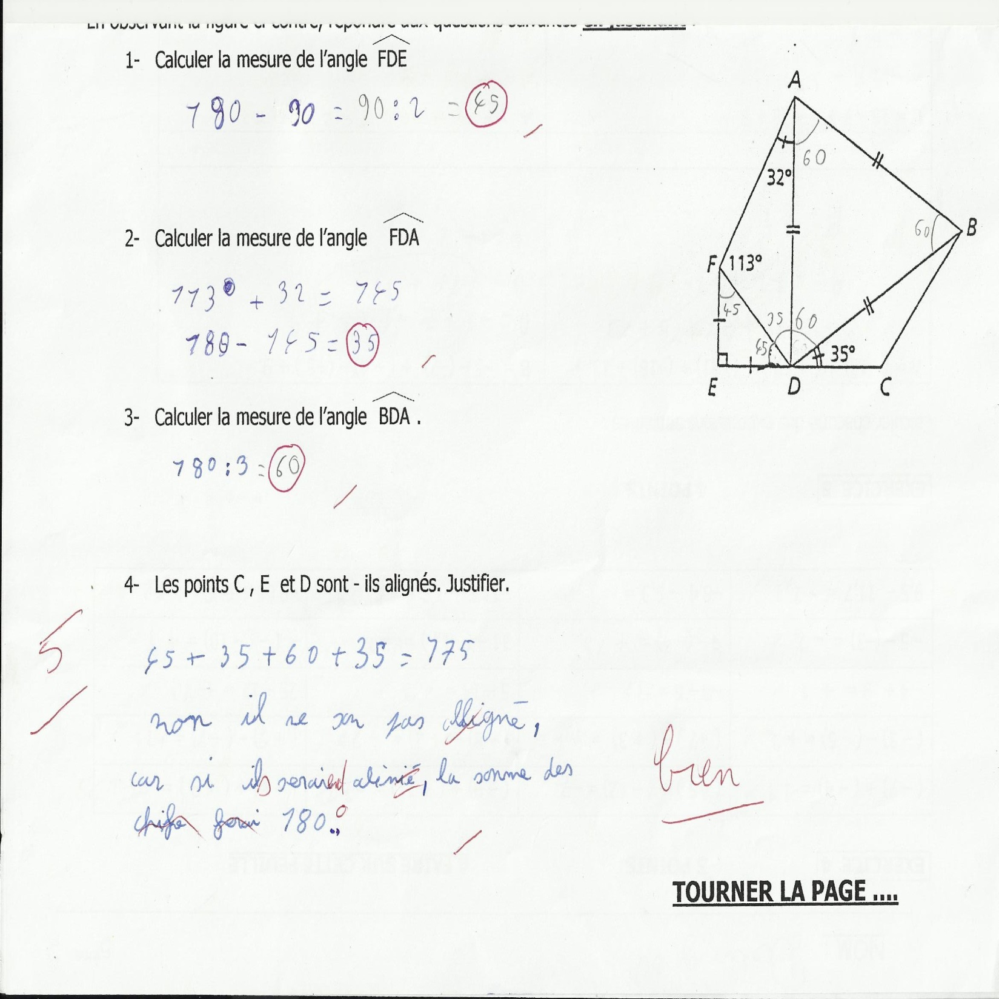 1- Calculer la mesure de l'angle FDE
180 - 90 = 90 : 2 = 45
2- Calculer la mesure de l'angle FDA
113° + 32 = 145
180 - 145 = 35
3- Calculer la mesure de l'angle BDA .
180 : 3 = 60
4- Les points C , E et D sont - ils alignés. Justifier.
5
45 + 35 + 60 + 35 = 175
non il ne son pas alligné,
car si ils seraient alinié, la somme des
chifre ferai 180°.
bien
TOURNER LA PAGE ....
A
60
32°
60 B
F 113°
45 35 60
45 35°
E D C